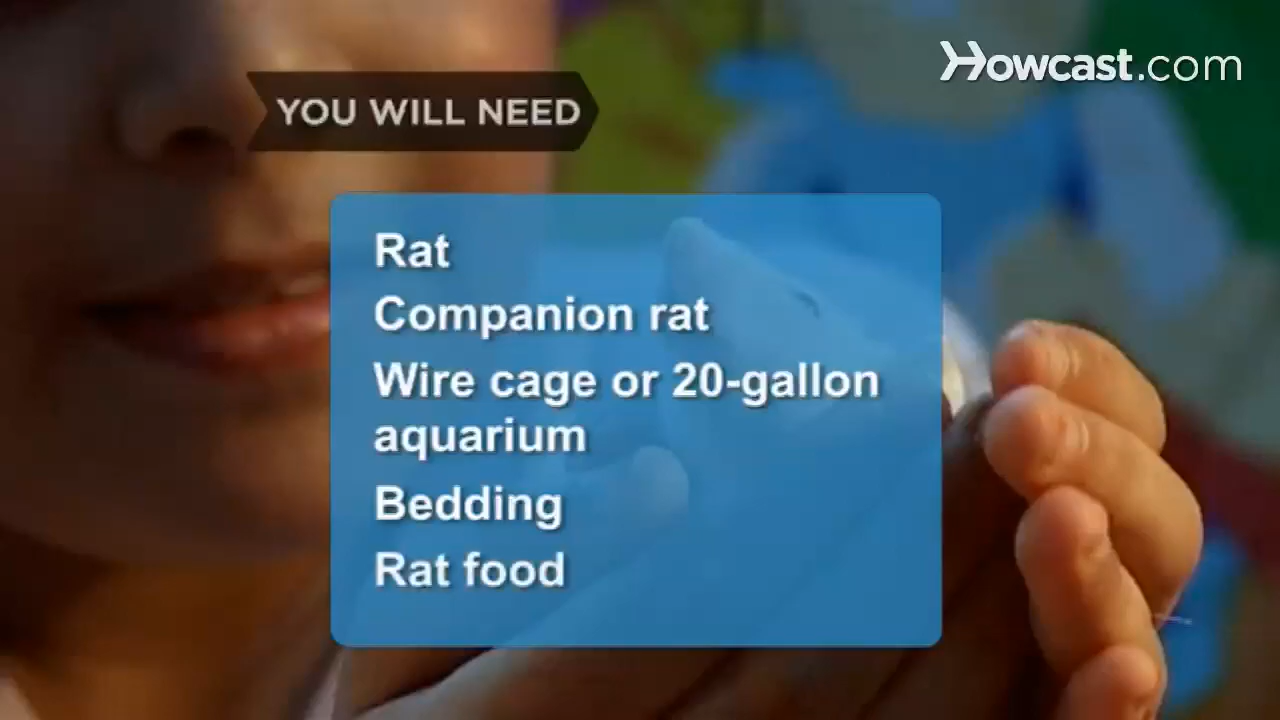 Howcast.com
YOU WILL NEED
Rat
Companion rat
Wire cage or 20-gallon
aquarium
Bedding
Rat food